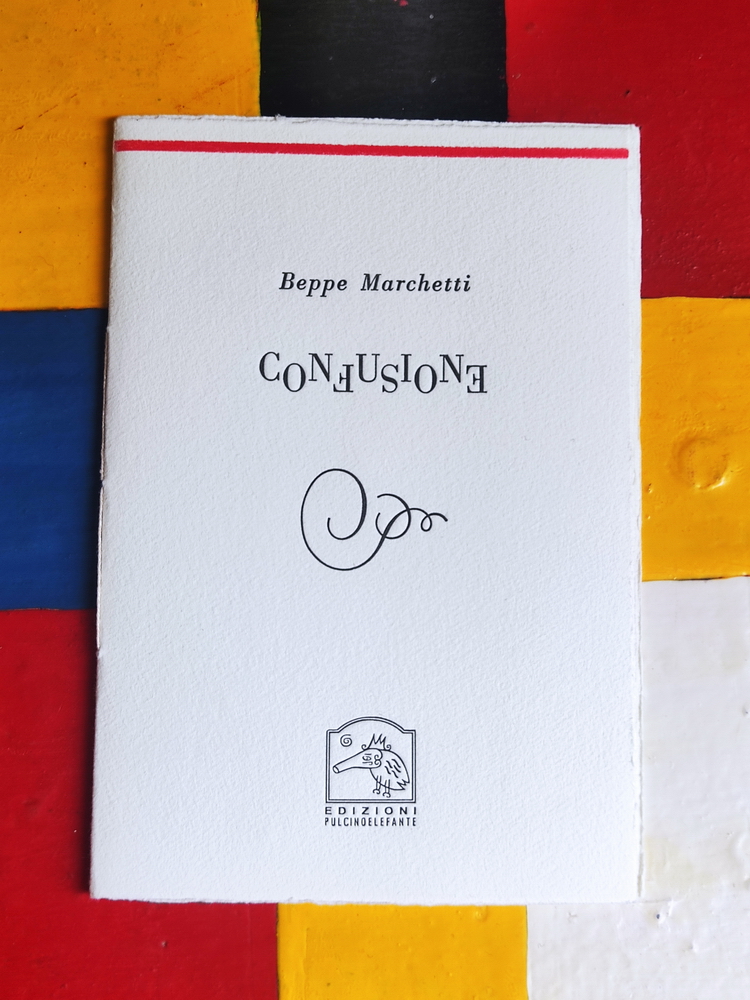 Beppe Marchetti
CONFUSIONE
EDIZIONI
PULCINOELEFANTE